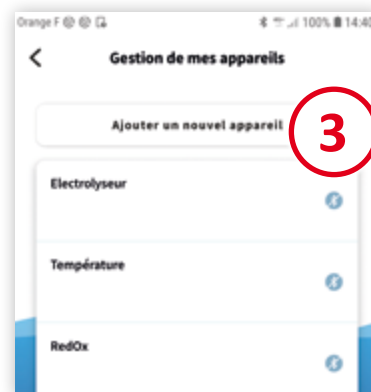 Orange F 100% 14:40
Gestion de mes appareils
Ajouter un nouvel appareil
3
Electrolyseur
Température
RedOx